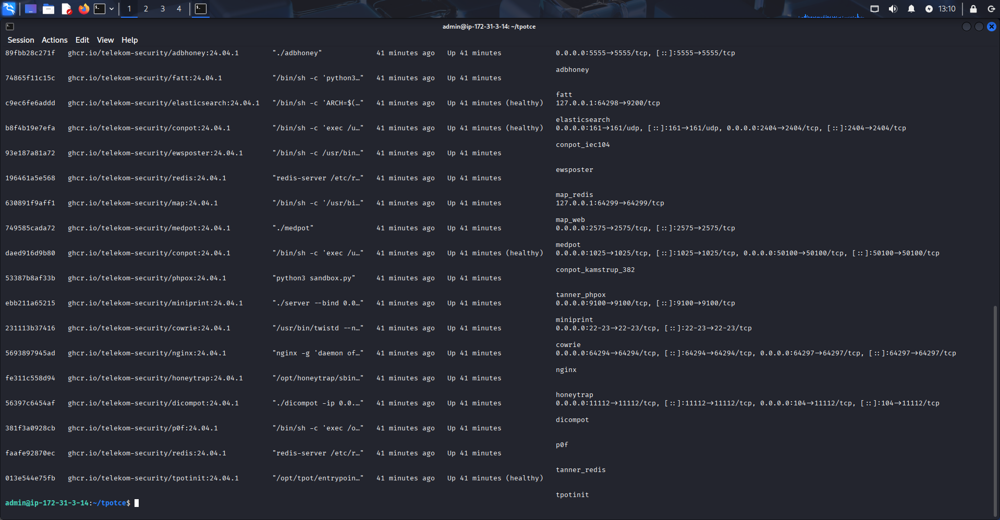 1 2 3 4 13:10
admin@ip-172-31-3-14: ~/tpotce
Session Actions Edit View Help
89fbb28c271f ghcr.io/telekom-security/adbhoney:24.04.1 "./adbhoney" 41 minutes ago Up 41 minutes 0.0.0.0:5555→5555/tcp, [::]:5555→5555/tcp
adbhoney
74865f11c15c ghcr.io/telekom-security/fatt:24.04.1 "/bin/sh -c 'python3…" 41 minutes ago Up 41 minutes
fatt
c9ec6fe6addd ghcr.io/telekom-security/elasticsearch:24.04.1 "/bin/sh -c 'ARCH=$(…" 41 minutes ago Up 41 minutes (healthy) 127.0.0.1:64298→9200/tcp
elasticsearch
b8f4b19e7efa ghcr.io/telekom-security/conpot:24.04.1 "/bin/sh -c 'exec /u…" 41 minutes ago Up 41 minutes (healthy) 0.0.0.0:161→161/udp, [::]:161→161/udp, 0.0.0.0:2404→2404/tcp, [::]:2404→2404/tcp
conpot_iec104
93e187a81a72 ghcr.io/telekom-security/ewsposter:24.04.1 "/bin/sh -c /usr/bin…" 41 minutes ago Up 41 minutes
ewsposter
196461a5e568 ghcr.io/telekom-security/redis:24.04.1 "redis-server /etc/r…" 41 minutes ago Up 41 minutes
map_redis
630891f9aff1 ghcr.io/telekom-security/map:24.04.1 "/bin/sh -c '/usr/bi…" 41 minutes ago Up 41 minutes 127.0.0.1:64299→64299/tcp
map_web
749585cada72 ghcr.io/telekom-security/medpot:24.04.1 "./medpot" 41 minutes ago Up 41 minutes 0.0.0.0:2575→2575/tcp, [::]:2575→2575/tcp
medpot
daed916d9b80 ghcr.io/telekom-security/conpot:24.04.1 "/bin/sh -c 'exec /u…" 41 minutes ago Up 41 minutes (healthy) 0.0.0.0:1025→1025/tcp, [::]:1025→1025/tcp, 0.0.0.0:50100→50100/tcp, [::]:50100→50100/tcp
conpot_kamstrup_382
53387b8af33b ghcr.io/telekom-security/phpox:24.04.1 "python3 sandbox.py" 41 minutes ago Up 41 minutes
tanner_phpox
ebb211a65215 ghcr.io/telekom-security/miniprint:24.04.1 "./server --bind 0.0…" 41 minutes ago Up 41 minutes 0.0.0.0:9100→9100/tcp, [::]:9100→9100/tcp
miniprint
231113b37416 ghcr.io/telekom-security/cowrie:24.04.1 "/usr/bin/twistd --n…" 41 minutes ago Up 41 minutes 0.0.0.0:22-23→22-23/tcp, [::]:22-23→22-23/tcp
cowrie
5693897945ad ghcr.io/telekom-security/nginx:24.04.1 "nginx -g 'daemon of…" 41 minutes ago Up 41 minutes 0.0.0.0:64294→64294/tcp, [::]:64294→64294/tcp, 0.0.0.0:64297→64297/tcp, [::]:64297→64297/tcp
nginx
fe311c558d94 ghcr.io/telekom-security/honeytrap:24.04.1 "/opt/honeytrap/sbin…" 41 minutes ago Up 41 minutes
honeytrap
56397c6454af ghcr.io/telekom-security/dicompot:24.04.1 "./dicompot -ip 0.0.…" 41 minutes ago Up 41 minutes 0.0.0.0:11112→11112/tcp, [::]:11112→11112/tcp, 0.0.0.0:104→11112/tcp, [::]:104→11112/tcp
dicompot
381f3a0928cb ghcr.io/telekom-security/p0f:24.04.1 "/bin/sh -c 'exec /o…" 41 minutes ago Up 41 minutes
p0f
faafe92870ec ghcr.io/telekom-security/redis:24.04.1 "redis-server /etc/r…" 41 minutes ago Up 41 minutes
tanner_redis
013e544e75fb ghcr.io/telekom-security/tpotinit:24.04.1 "/opt/tpot/entrypoin…" 41 minutes ago Up 41 minutes (healthy)
tpotinit
admin@ip-172-31-3-14:~/tpotce$